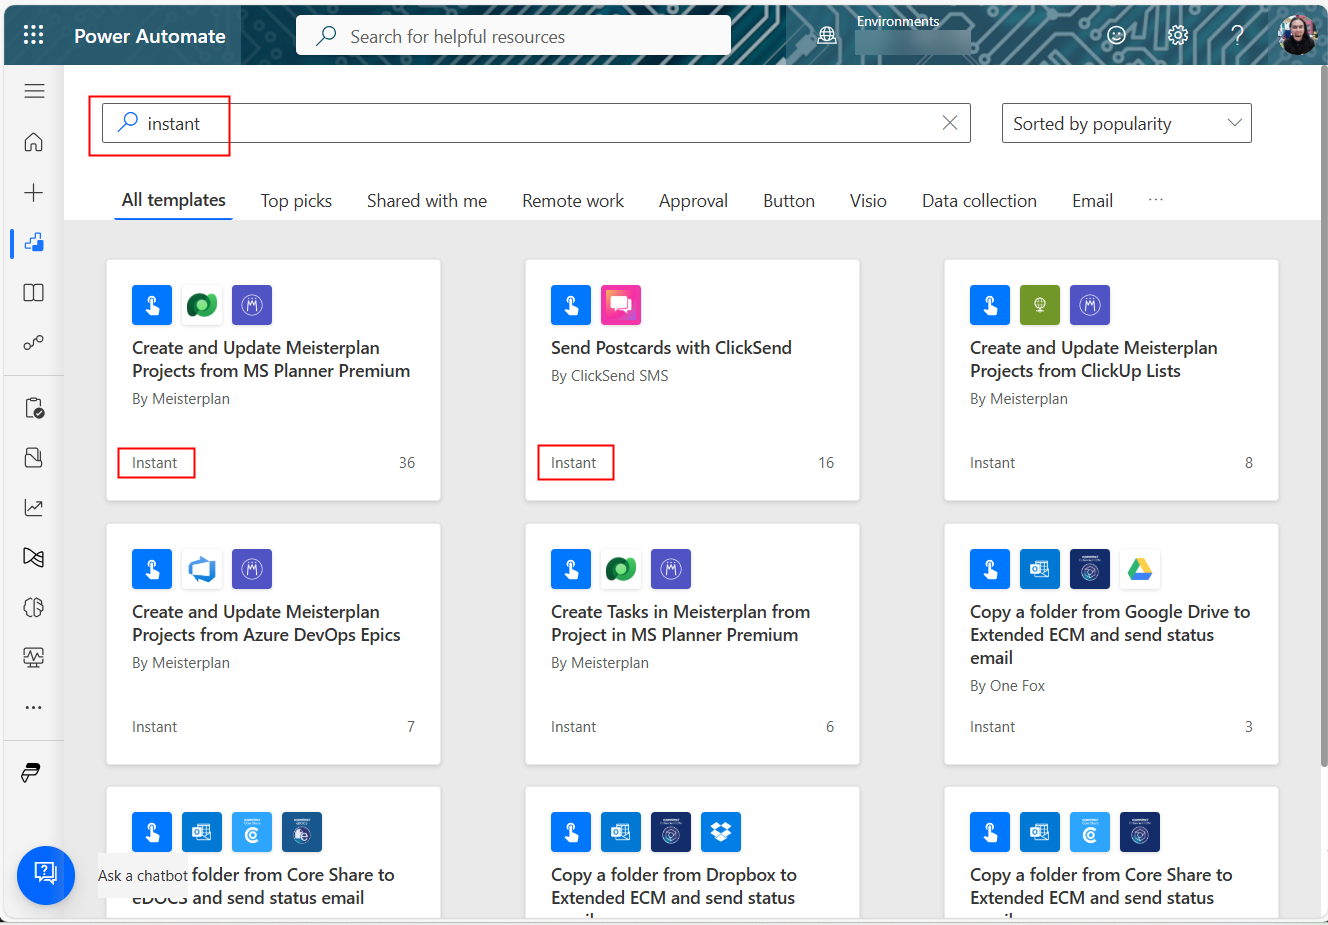 Power Automate
Search for helpful resources
Environments
instant
Sorted by popularity
All templates
Top picks
Shared with me
Remote work
Approval
Button
Visio
Data collection
Email
Create and Update Meisterplan
Projects from MS Planner Premium
By Meisterplan
Instant
36
Send Postcards with ClickSend
By ClickSend SMS
Instant
16
Create and Update Meisterplan
Projects from ClickUp Lists
By Meisterplan
Instant
8
Create and Update Meisterplan
Projects from Azure DevOps Epics
By Meisterplan
Instant
7
Create Tasks in Meisterplan from
Project in MS Planner Premium
By Meisterplan
Instant
6
Copy a folder from Google Drive to
Extended ECM and send status
email
By One Fox
Instant
3
folder from Core Share to
eDOCS and send status email
Copy a folder from Dropbox to
Extended ECM and send status
Copy a folder from Core Share to
Extended ECM and send status
Ask a chatbot